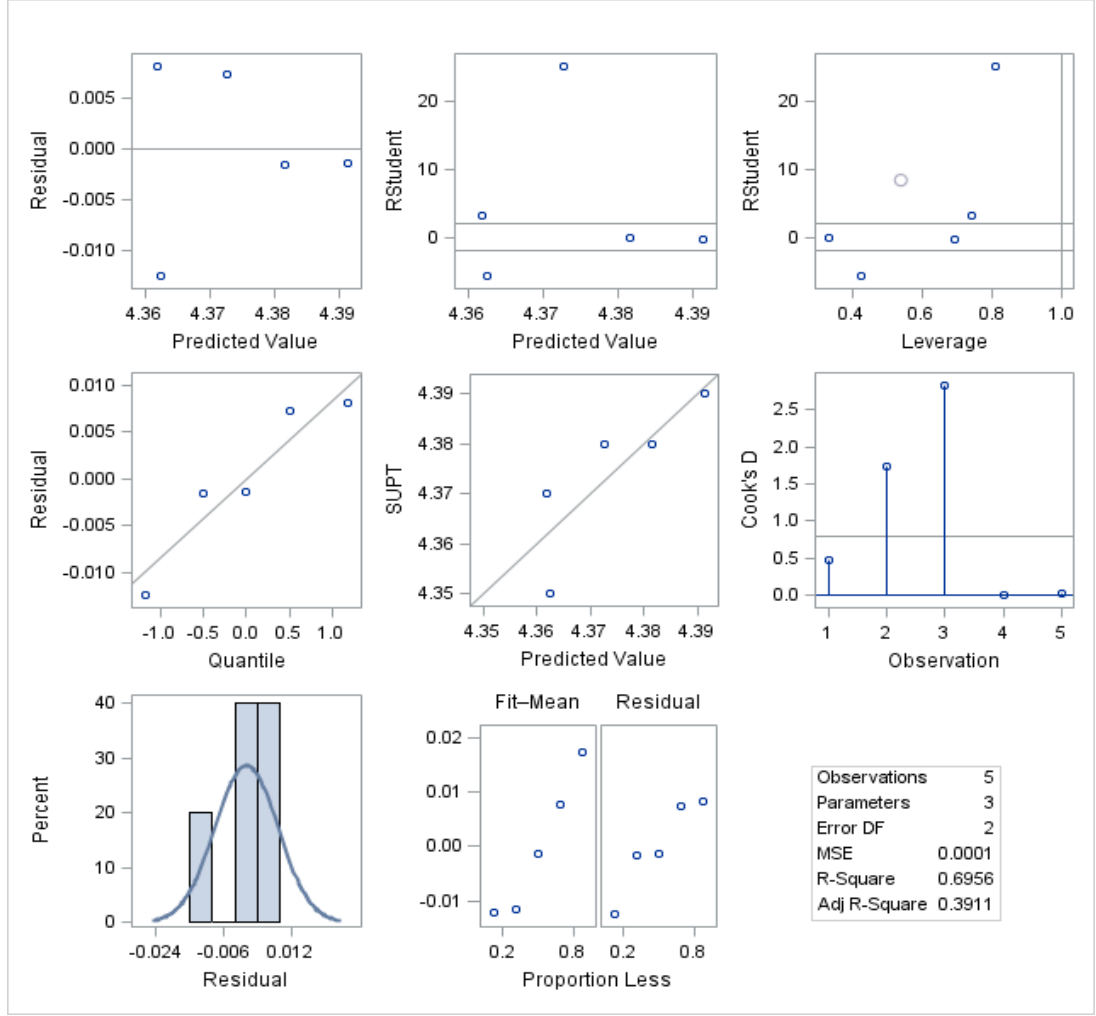 0.005
0.000
-0.005
-0.010
Residual
4.36 4.37 4.38 4.39
Predicted Value
20
10
0
RStudent
4.36 4.37 4.38 4.39
Predicted Value
20
10
0
RStudent
0.4 0.6 0.8 1.0
Leverage
0.010
0.005
0.000
-0.005
-0.010
Residual
-1.0 -0.5 0.0 0.5 1.0
Quantile
4.39
4.38
4.37
4.36
4.35
SUPT
4.35 4.36 4.37 4.38 4.39
Predicted Value
2.5
2.0
1.5
1.0
0.5
0.0
Cook's D
1 2 3 4 5
Observation
40
30
20
10
0
Percent
-0.024 -0.006 0.012
Residual
Fit–Mean Residual
0.02
0.01
0.00
-0.01
0.2 0.8 0.2 0.8
Proportion Less
Observations 5
Parameters 3
Error DF 2
MSE 0.0001
R-Square 0.6956
Adj R-Square 0.3911